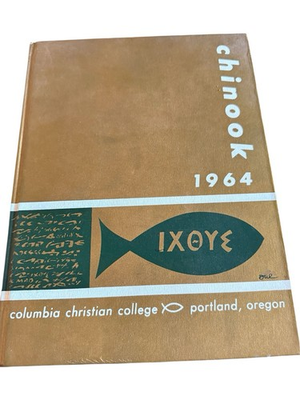 chinook
1964
ΙΧΘΥΣ
columbia christian college portland, oregon